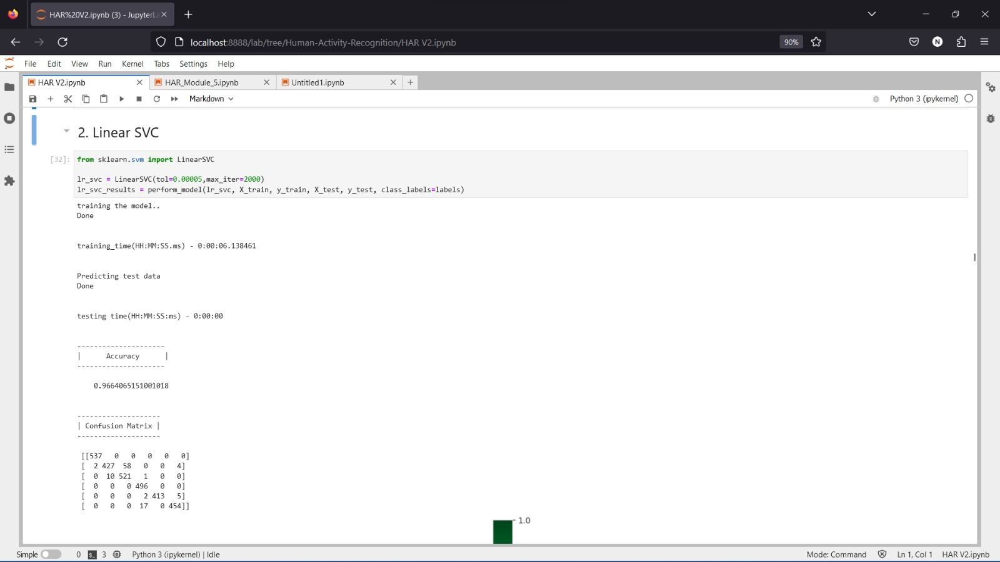 HAR%20V2.ipynb (3) - JupyterLa
localhost:8888/lab/tree/Human-Activity-Recognition/HAR V2.ipynb
90%
N
File Edit View Run Kernel Tabs Settings Help
HAR V2.ipynb
HAR_Module_5.ipynb
Untitled1.ipynb
Markdown
Python 3 (ipykernel)
2. Linear SVC
[32]:
from sklearn.svm import LinearSVC
lr_svc = LinearSVC(tol=0.00005,max_iter=2000)
lr_svc_results = perform_model(lr_svc, X_train, y_train, X_test, y_test, class_labels=labels)
training the model..
Done
training_time(HH:MM:SS.ms) - 0:00:06.138461
Predicting test data
Done
testing time(HH:MM:SS:ms) - 0:00:00
---------------------
|      Accuracy      |
---------------------
0.9664065151001018
--------------------
| Confusion Matrix |
--------------------
[[537   0   0   0   0   0]
[  2 427  58   0   0   4]
[  0  10 521   1   0   0]
[  0   0   0 496   0   0]
[  0   0   0   2 413   5]
[  0   0   0  17   0 454]]
1.0
Simple 0 $_ 3 Python 3 (ipykernel) | Idle
Mode: Command Ln 1, Col 1 HAR V2.ipynb